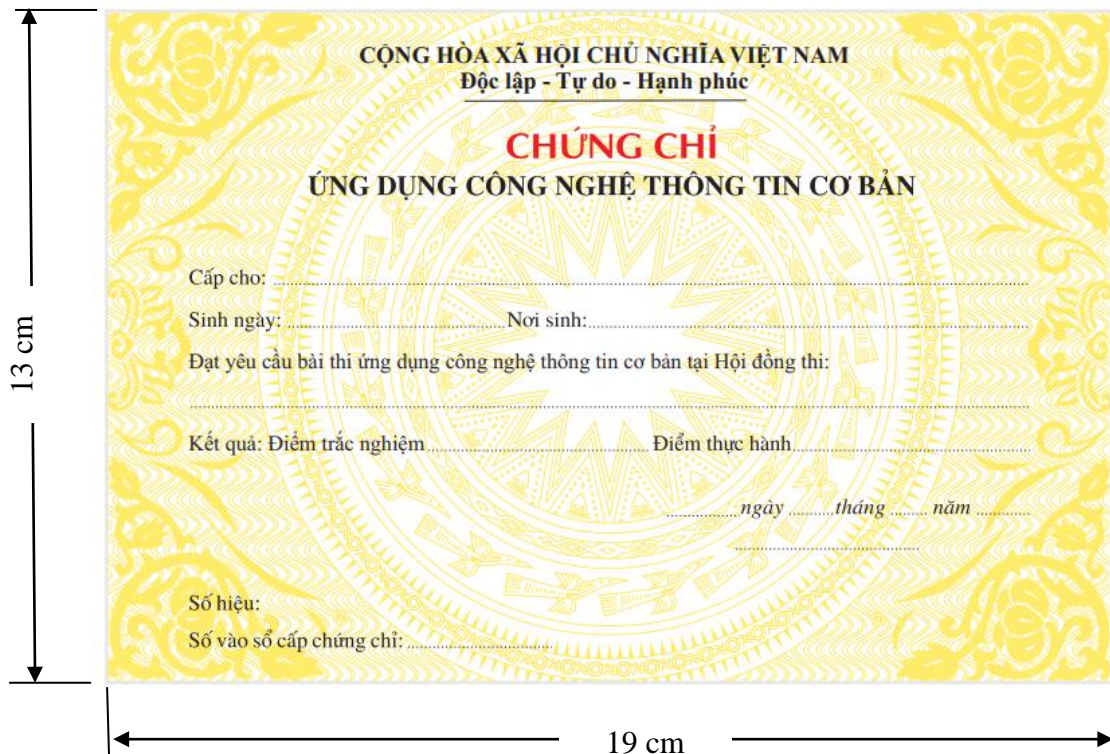 CỘNG HÒA XÃ HỘI CHỦ NGHĨA VIỆT NAM
Độc lập - Tự do - Hạnh phúc
CHỨNG CHỈ
ỨNG DỤNG CÔNG NGHỆ THÔNG TIN CƠ BẢN
Cấp cho:
Sinh ngày: Nơi sinh:
Đạt yêu cầu bài thi ứng dụng công nghệ thông tin cơ bản tại Hội đồng thi:
Kết quả: Điểm trắc nghiệm Điểm thực hành
ngày tháng năm
Số hiệu:
Số vào sổ cấp chứng chỉ:
13 cm
19 cm